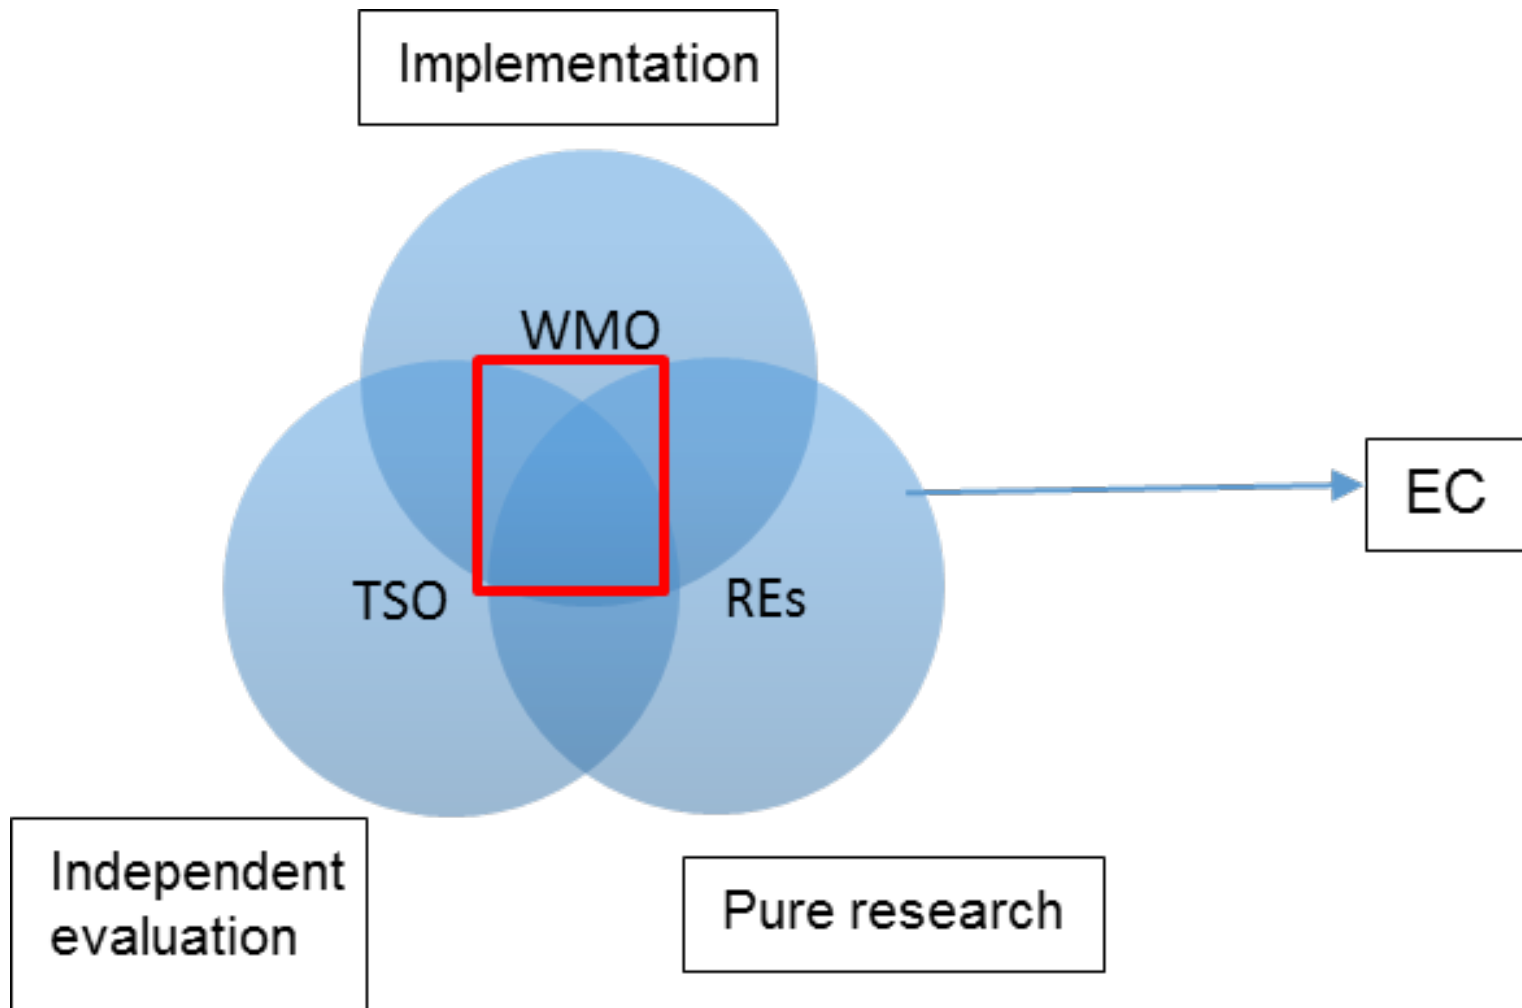 Implementation
WMO
EC
TSO
REs
Independent
evaluation
Pure research